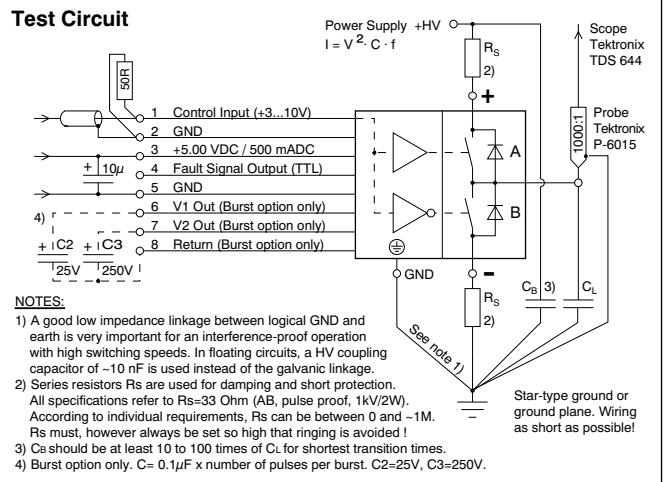 Test Circuit
Power Supply +HV
I = V 2· C · f
RS
2)
Scope
Tektronix
TDS 644
50R
+
1000:1
Probe
Tektronix
P-6015
1 Control Input (+3...10V)
2 GND
3 +5.00 VDC / 500 mADC
+ 10µ
4 Fault Signal Output (TTL)
5 GND
6 V1 Out (Burst option only)
7 V2 Out (Burst option only)
8 Return (Burst option only)
A
B
4)
+ C2 + C3
25V 250V
GND
−
RS
2)
CB 3)
CL
See note 1)
NOTES:
1) A good low impedance linkage between logical GND and
earth is very important for an interference-proof operation
with high switching speeds. In floating circuits, a HV coupling
capacitor of ~10 nF is used instead of the galvanic linkage.
2) Series resistors Rs are used for damping and short protection.
All specifications refer to Rs=33 Ohm (AB, pulse proof, 1kV/2W).
According to individual requirements, Rs can be between 0 and ~1M.
Rs must, however always be set so high that ringing is avoided !
3) CB should be at least 10 to 100 times of CL for shortest transition times.
4) Burst option only. C= 0.1µF x number of pulses per burst. C2=25V, C3=250V.
Star-type ground or
ground plane. Wiring
as short as possible!